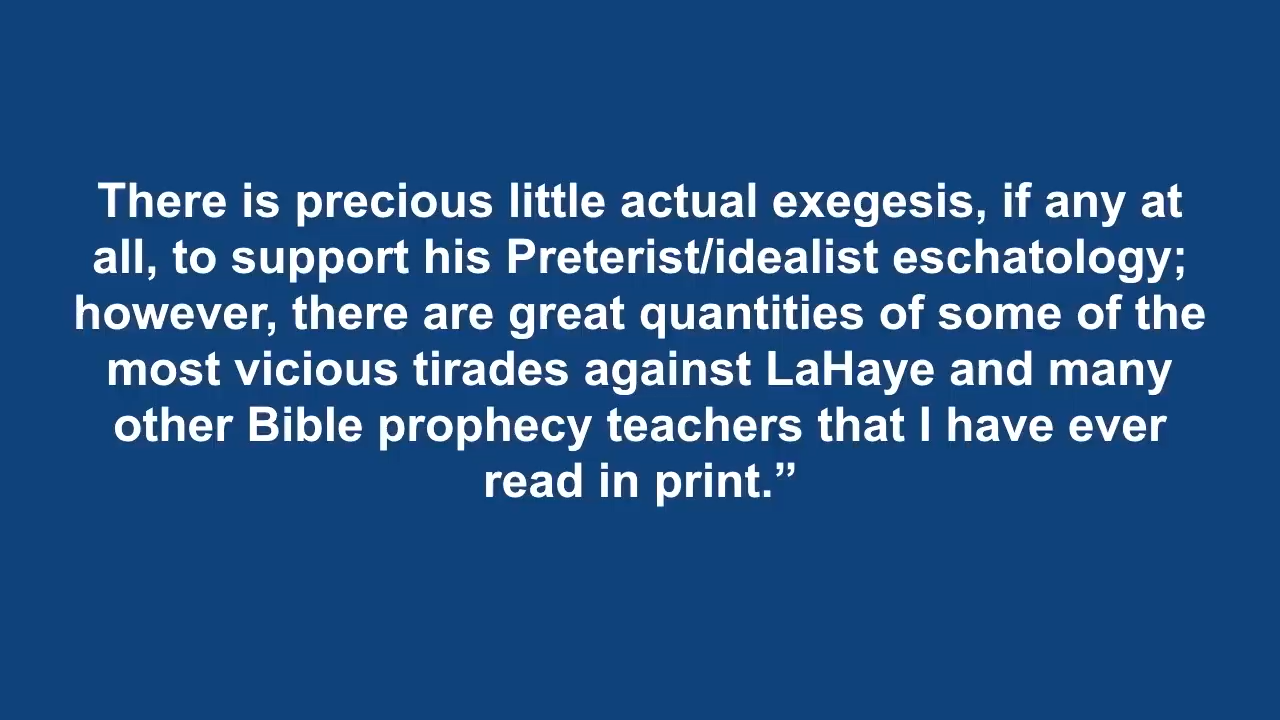 There is precious little actual exegesis, if any at
all, to support his Preterist/idealist eschatology;
however, there are great quantities of some of the
most vicious tirades against LaHaye and many
other Bible prophecy teachers that I have ever
read in print.”